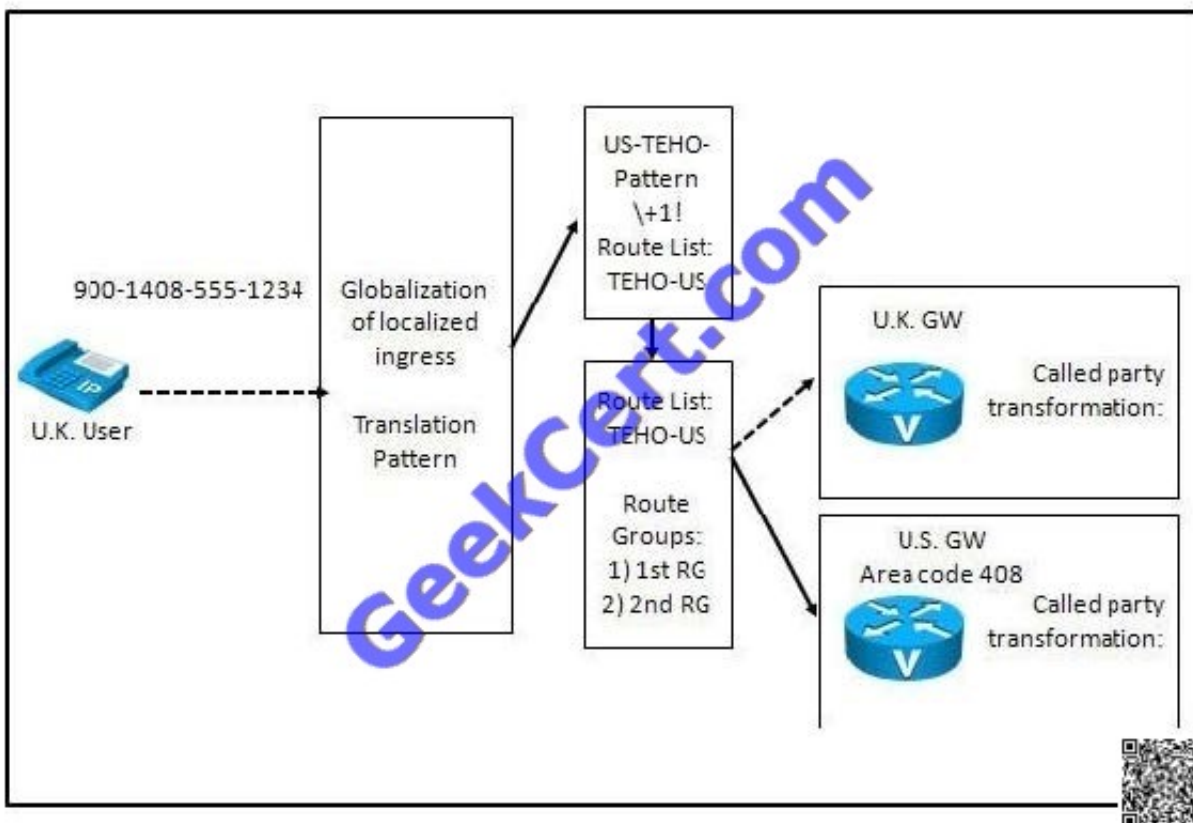 900-1408-555-1234
IP
U.K. User
Globalization
of localized
ingress
Translation
Pattern
US-TEHO-
Pattern
\+1!
Route List:
TEHO-US
Route List:
TEHO-US
Route
Groups:
1) 1st RG
2) 2nd RG
U.K. GW
Called party
transformation:
V
U.S. GW
Area code 408
Called party
transformation:
V
GeekCert.com